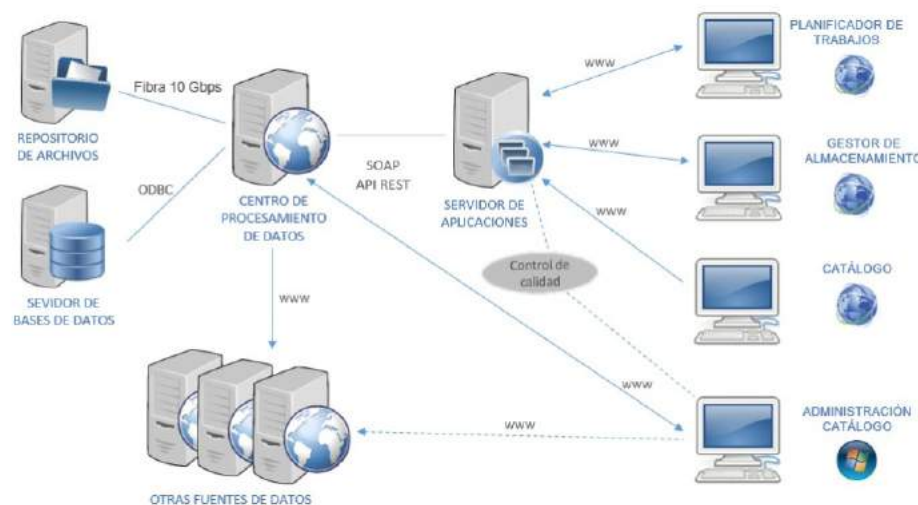 PLANIFICADOR DE
TRABAJOS
www
Fibra 10 Gbps
REPOSITORIO
DE ARCHIVOS
GESTOR DE
ALMACENAMIENTO
www
SOAP
API REST
ODBC
CENTRO DE
PROCESAMIENTO
DE DATOS
SERVIDOR DE
APLICACIONES
www
Control de
calidad
CATÁLOGO
SEVIDOR DE
BASES DE DATOS
www
www
ADMINISTRACIÓN
CATÁLOGO
www
OTRAS FUENTES DE DATOS